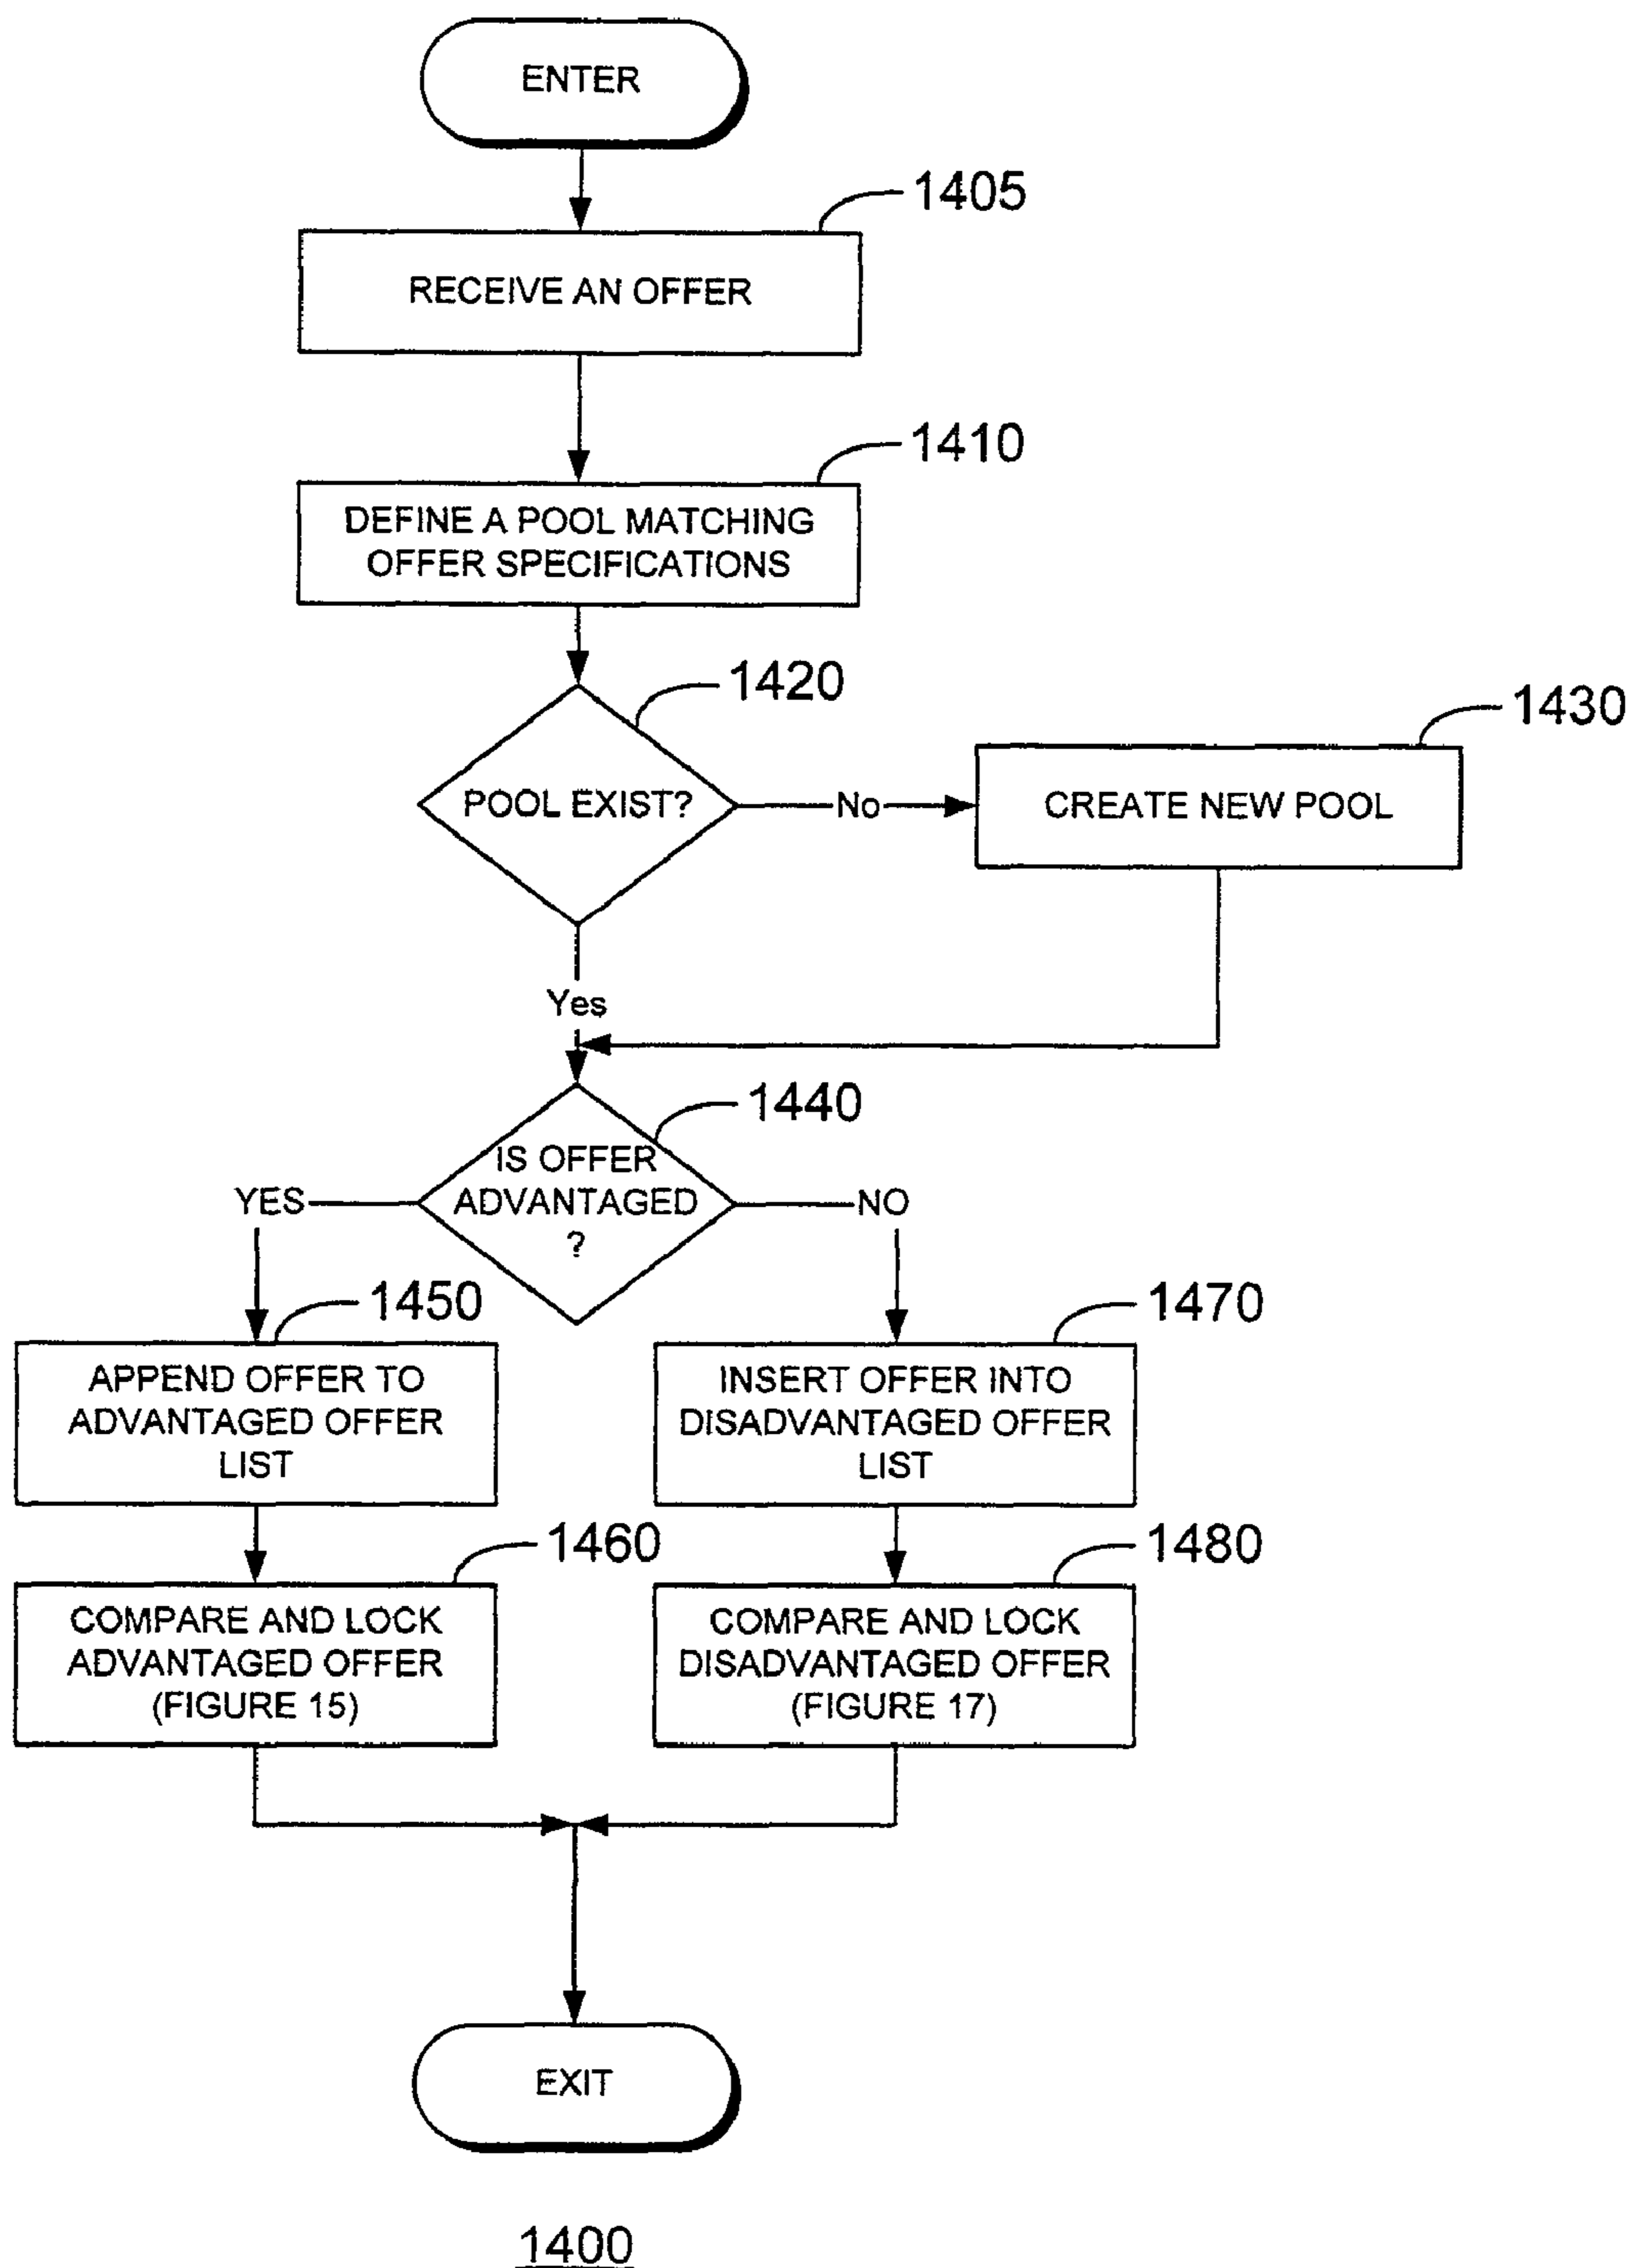 ENTER
1405
RECEIVE AN OFFER
1410
DEFINE A POOL MATCHING
OFFER SPECIFICATIONS
1420
1430
POOL EXIST?
No
CREATE NEW POOL
Yes
1440
IS OFFER
ADVANTAGED
?
YES
NO
1450
1470
APPEND OFFER TO
ADVANTAGED OFFER
LIST
INSERT OFFER INTO
DISADVANTAGED OFFER
LIST
1460
1480
COMPARE AND LOCK
ADVANTAGED OFFER
(FIGURE 15)
COMPARE AND LOCK
DISADVANTAGED OFFER
(FIGURE 17)
EXIT
1400